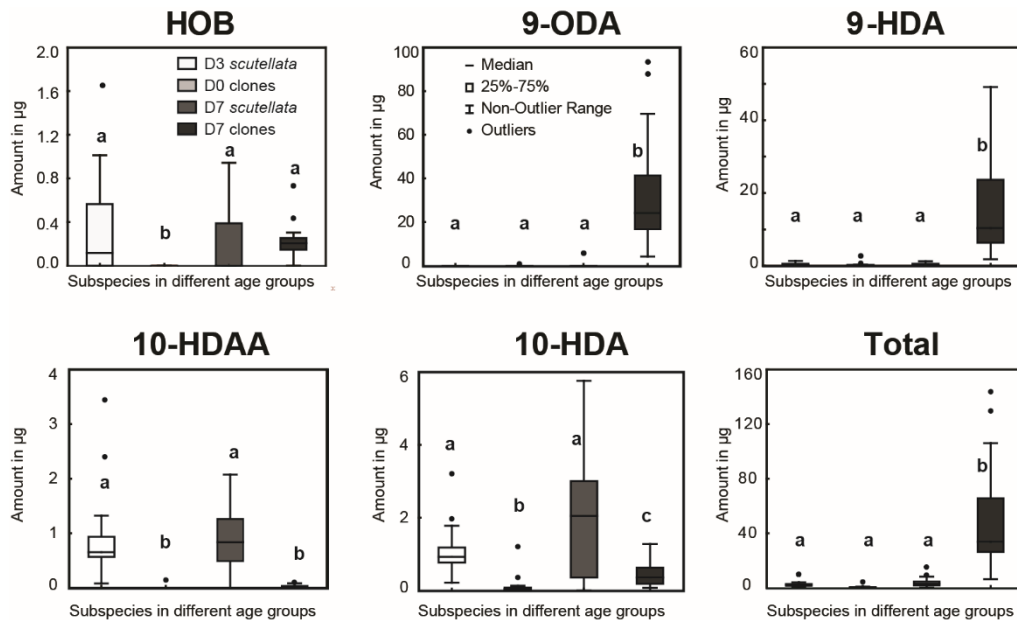 HOB
Amount in µg
2.0
1.6
1.2
0.8
0.4
0.0
D3 scutellata
D0 clones
D7 scutellata
D7 clones
a
b
a
a
Subspecies in different age groups
9-ODA
Amount in µg
100
80
60
40
20
0
Median
25%-75%
Non-Outlier Range
Outliers
a
a
a
b
Subspecies in different age groups
9-HDA
Amount in µg
60
40
20
0
a
a
a
b
Subspecies in different age groups
10-HDAA
Amount in µg
4
3
2
1
0
a
b
a
b
Subspecies in different age groups
10-HDA
Amount in µg
6
4
2
0
a
b
a
c
Subspecies in different age groups
Total
Amount in µg
160
120
80
40
0
a
a
a
b
Subspecies in different age groups